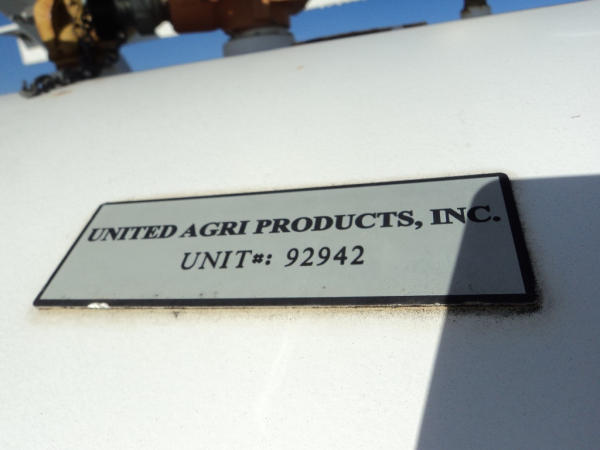 UNITED AGRI PRODUCTS, INC.
UNIT#: 92942